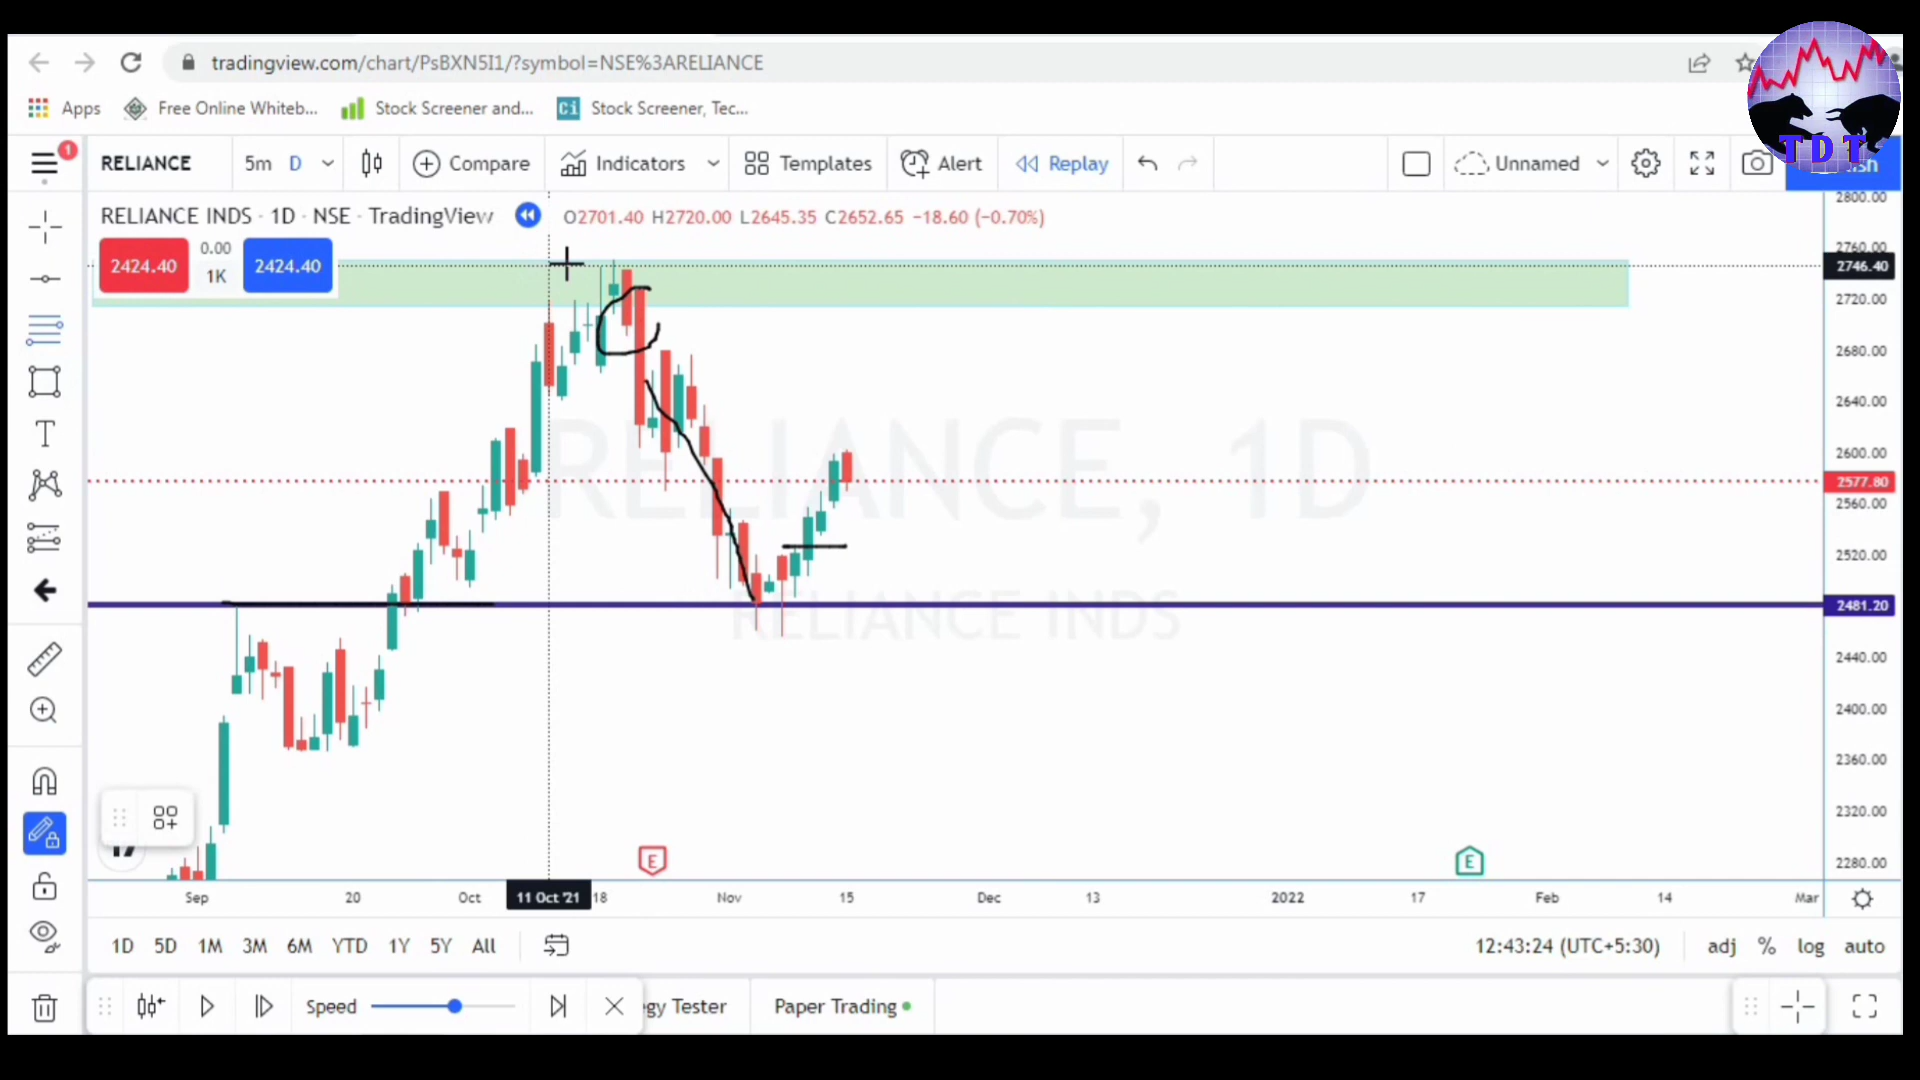 tradingview.com/chart/PsBXN5I1/?symbol=NSE%3ARELIANCE
Apps Free Online Whiteb... Stock Screener and... Ci Stock Screener, Tec...
TDT
1
RELIANCE 5m D Compare Indicators Templates Alert Replay Unnamed
RELIANCE INDS · 1D · NSE · TradingView O2701.40 H2720.00 L2645.35 C2652.65 −18.60 (−0.70%)
2424.40 0.00 1K 2424.40
2800.00
2760.00
2746.40
2720.00
2680.00
2640.00
2600.00
2577.80
2560.00
2520.00
2481.20
2440.00
2400.00
2360.00
2320.00
2280.00
RELIANCE, 1D
RELIANCE INDS
E E
Sep 20 Oct 11 Oct '21 18 Nov 15 Dec 13 2022 17 Feb 14 Mar
1D 5D 1M 3M 6M YTD 1Y 5Y All 12:43:24 (UTC+5:30) adj % log auto
Speed gy Tester Paper Trading